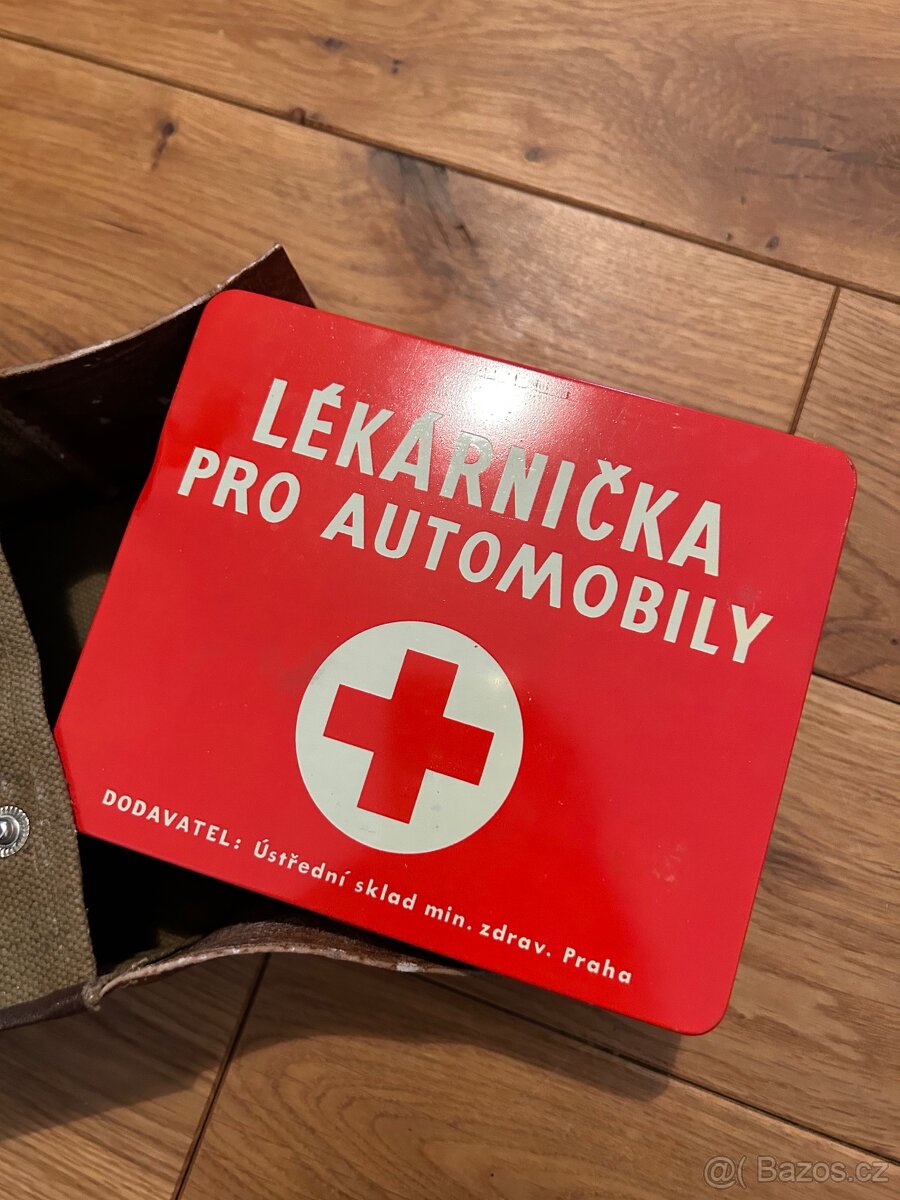 LÉKÁRNIČKA
PRO AUTOMOBILY
DODAVATEL: Ústřední sklad min. zdrav. Praha
@( Bazos.cz